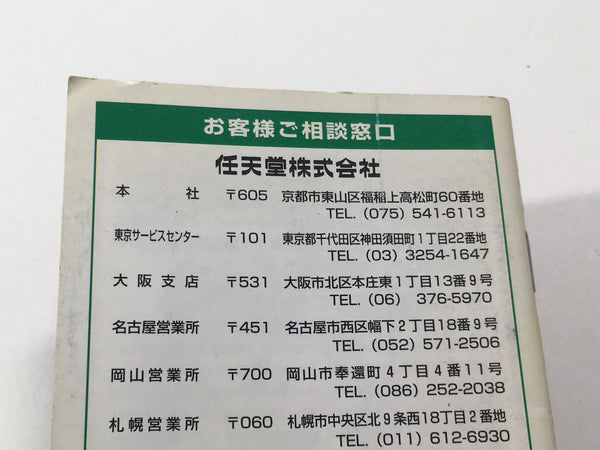 お客様ご相談窓口
任天堂株式会社
本社 〒605 京都市東山区福稲上高松町60番地
TEL. (075) 541-6113
東京サービスセンター 〒101 東京都千代田区神田須田町1丁目22番地
TEL. (03) 3254-1647
大阪支店 〒531 大阪市北区本庄東1丁目13番9号
TEL. (06) 376-5970
名古屋営業所 〒451 名古屋市西区幅下2丁目18番9号
TEL. (052) 571-2506
岡山営業所 〒700 岡山市奉還町4丁目4番11号
TEL. (086) 252-2038
札幌営業所 〒060 札幌市中央区北9条西18丁目2番地
TEL. (011) 612-6930